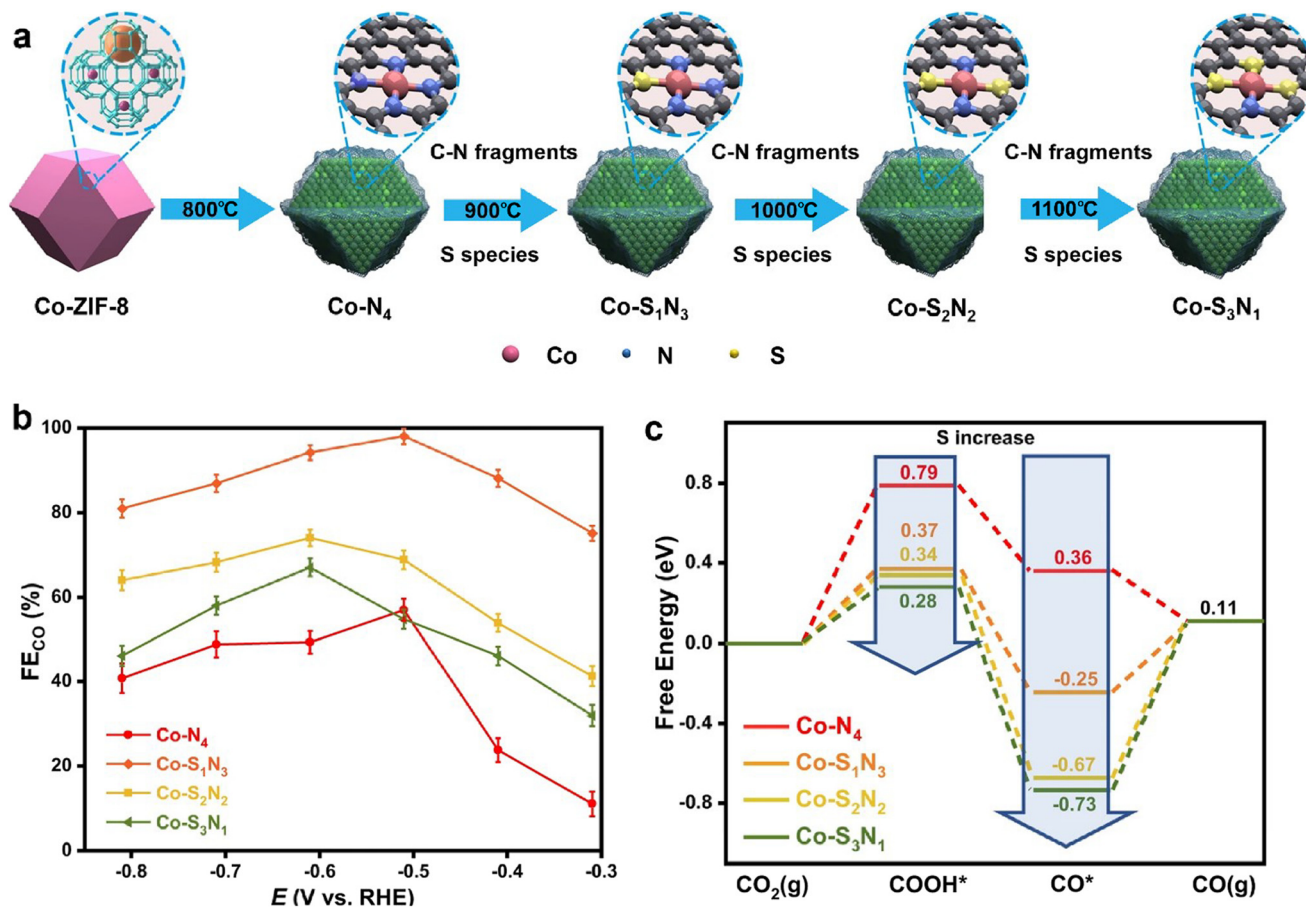 a
C-N fragments
C-N fragments
C-N fragments
800℃
900℃
1000℃
1100℃
S species
S species
S species
Co-ZIF-8
Co-N₄
Co-S₁N₃
Co-S₂N₂
Co-S₃N₁
Co
N
S
b
100
80
60
40
20
0
FE_CO (%)
Co-N₄
Co-S₁N₃
Co-S₂N₂
Co-S₃N₁
-0.8
-0.7
-0.6
-0.5
-0.4
-0.3
E (V vs. RHE)
c
S increase
0.8
0.4
0.0
-0.4
-0.8
Free Energy (eV)
0.79
0.37
0.34
0.28
0.36
-0.25
-0.67
-0.73
0.11
Co-N₄
Co-S₁N₃
Co-S₂N₂
Co-S₃N₁
CO₂(g)
COOH*
CO*
CO(g)